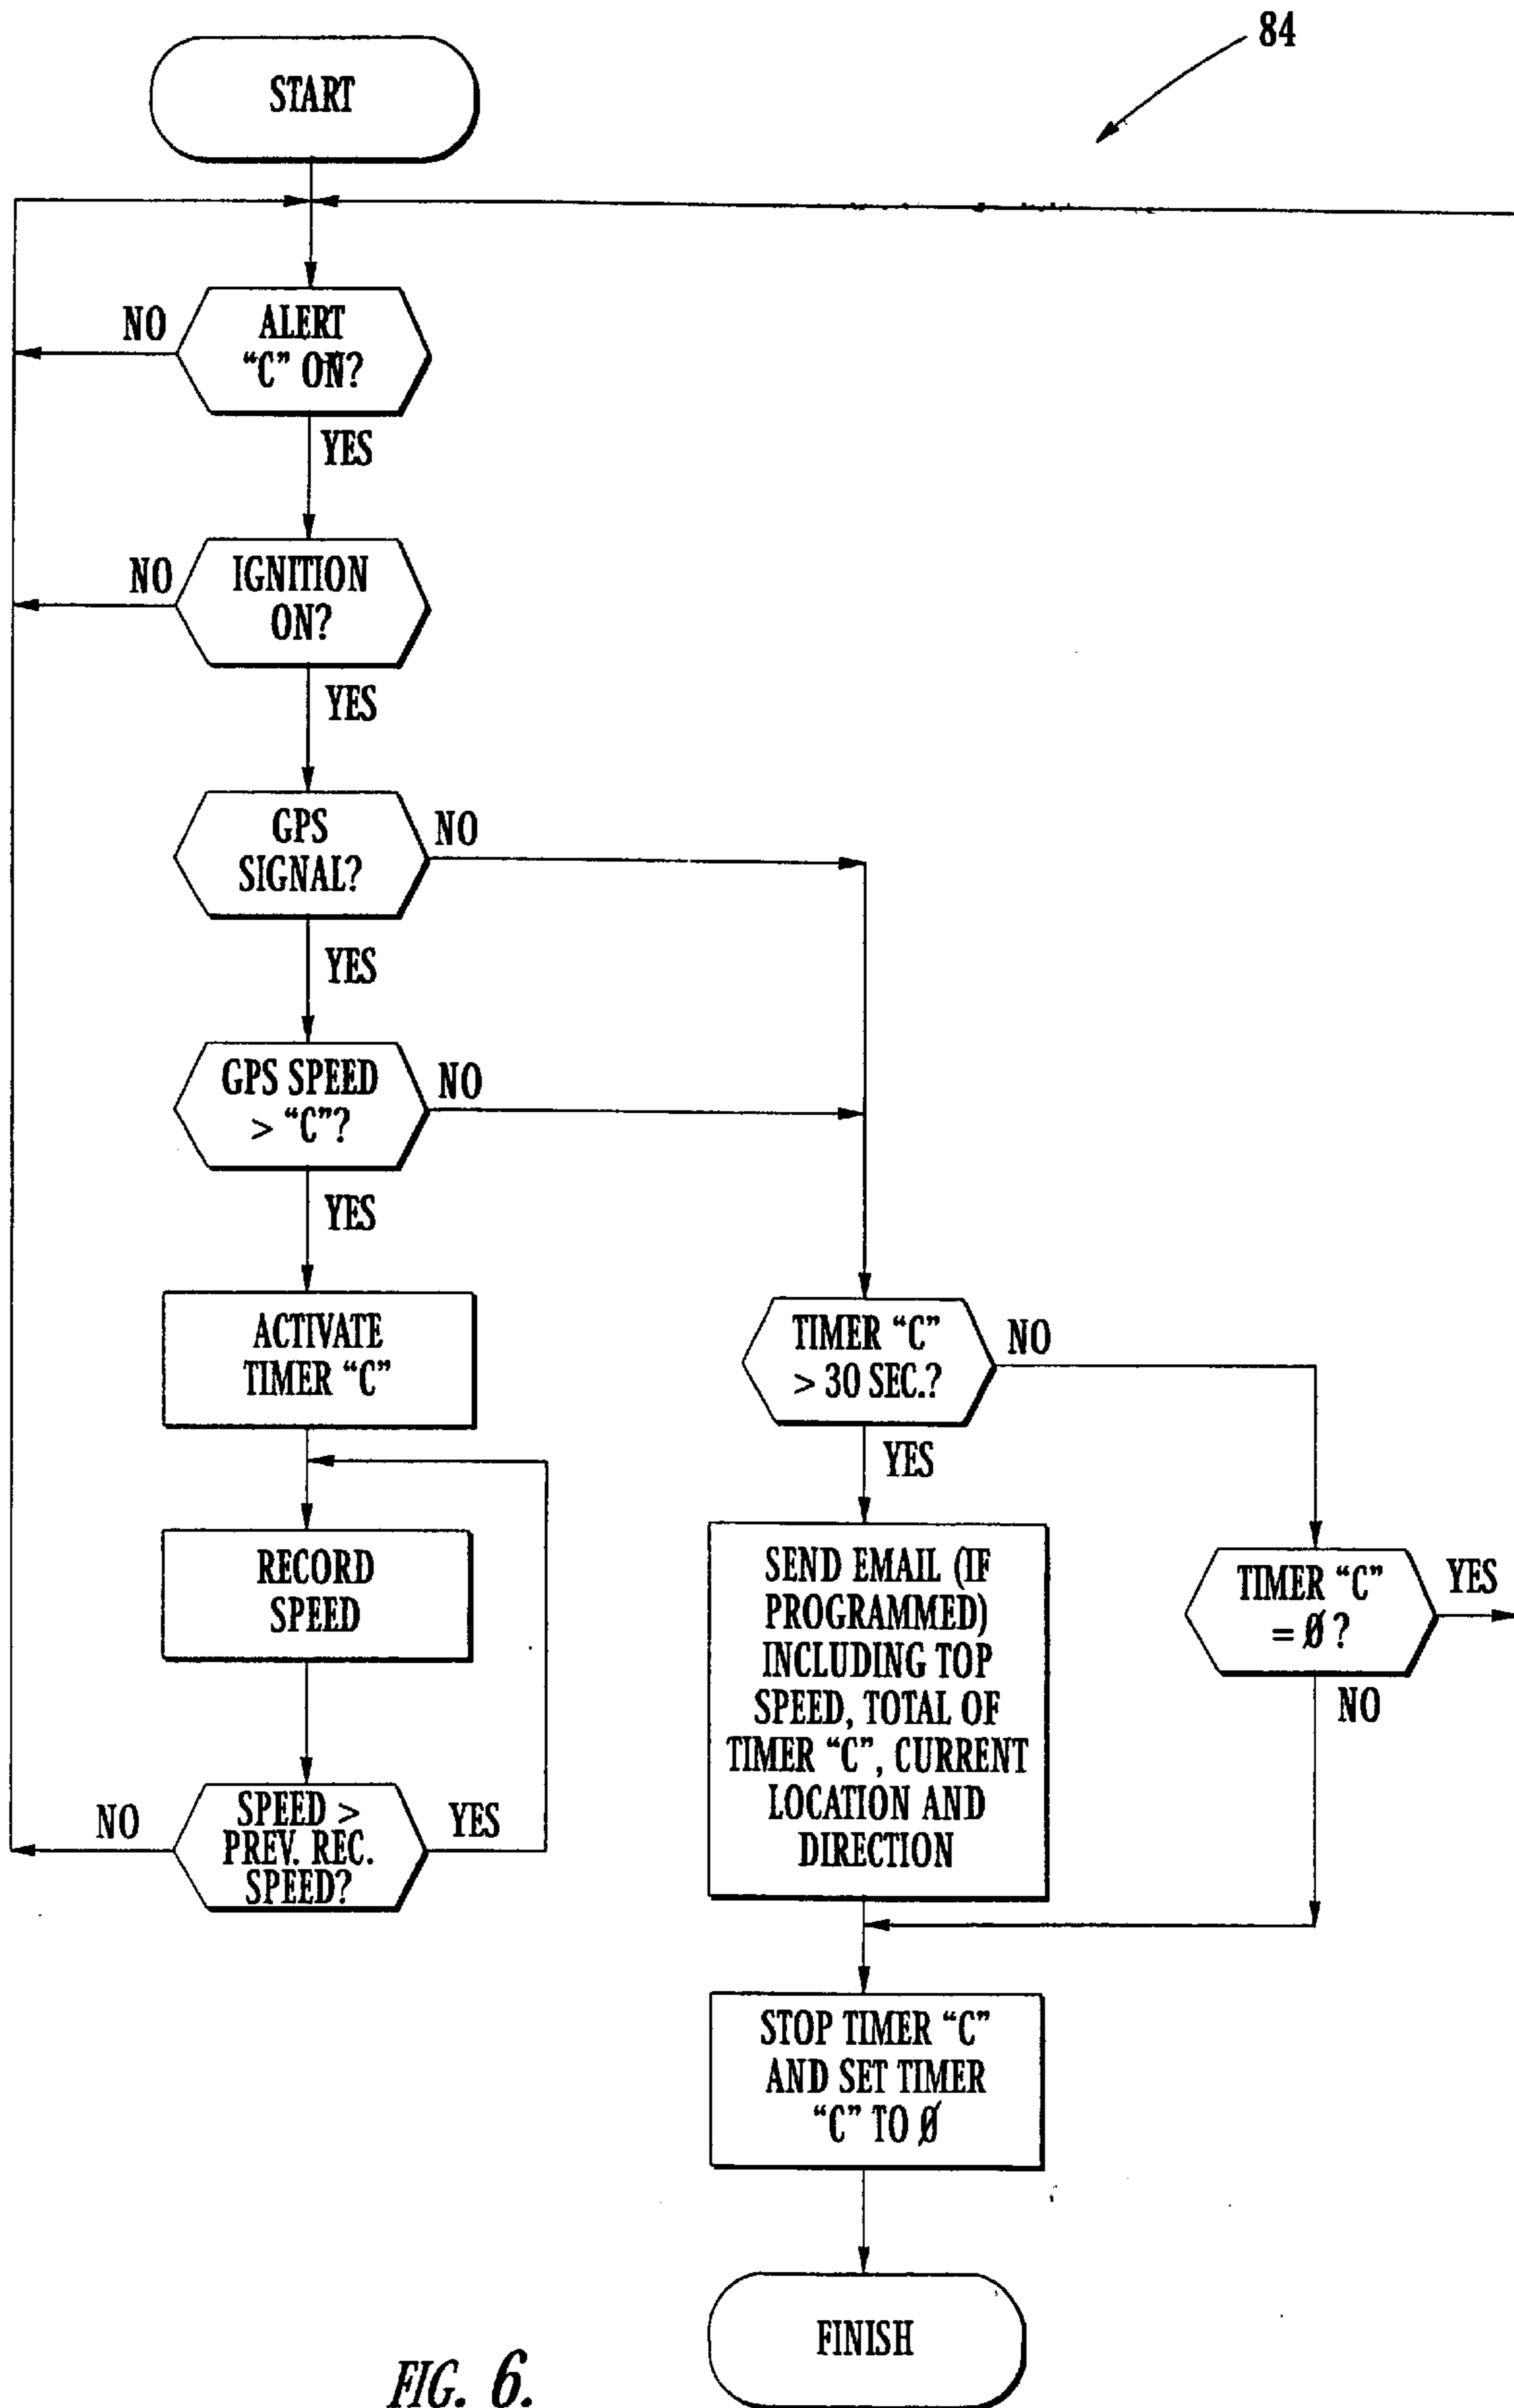 84
START
ALERT
“C” ON?
NO
YES
IGNITION
ON?
NO
YES
GPS
SIGNAL?
NO
YES
GPS SPEED
> “C”?
NO
YES
ACTIVATE
TIMER “C”
RECORD
SPEED
SPEED >
PREV. REC.
SPEED?
NO
YES
TIMER “C”
> 30 SEC.?
NO
YES
SEND EMAIL (IF
PROGRAMMED)
INCLUDING TOP
SPEED, TOTAL OF
TIMER “C”, CURRENT
LOCATION AND
DIRECTION
TIMER “C”
= Ø ?
YES
NO
STOP TIMER “C”
AND SET TIMER
“C” TO Ø
FINISH
FIG. 6.